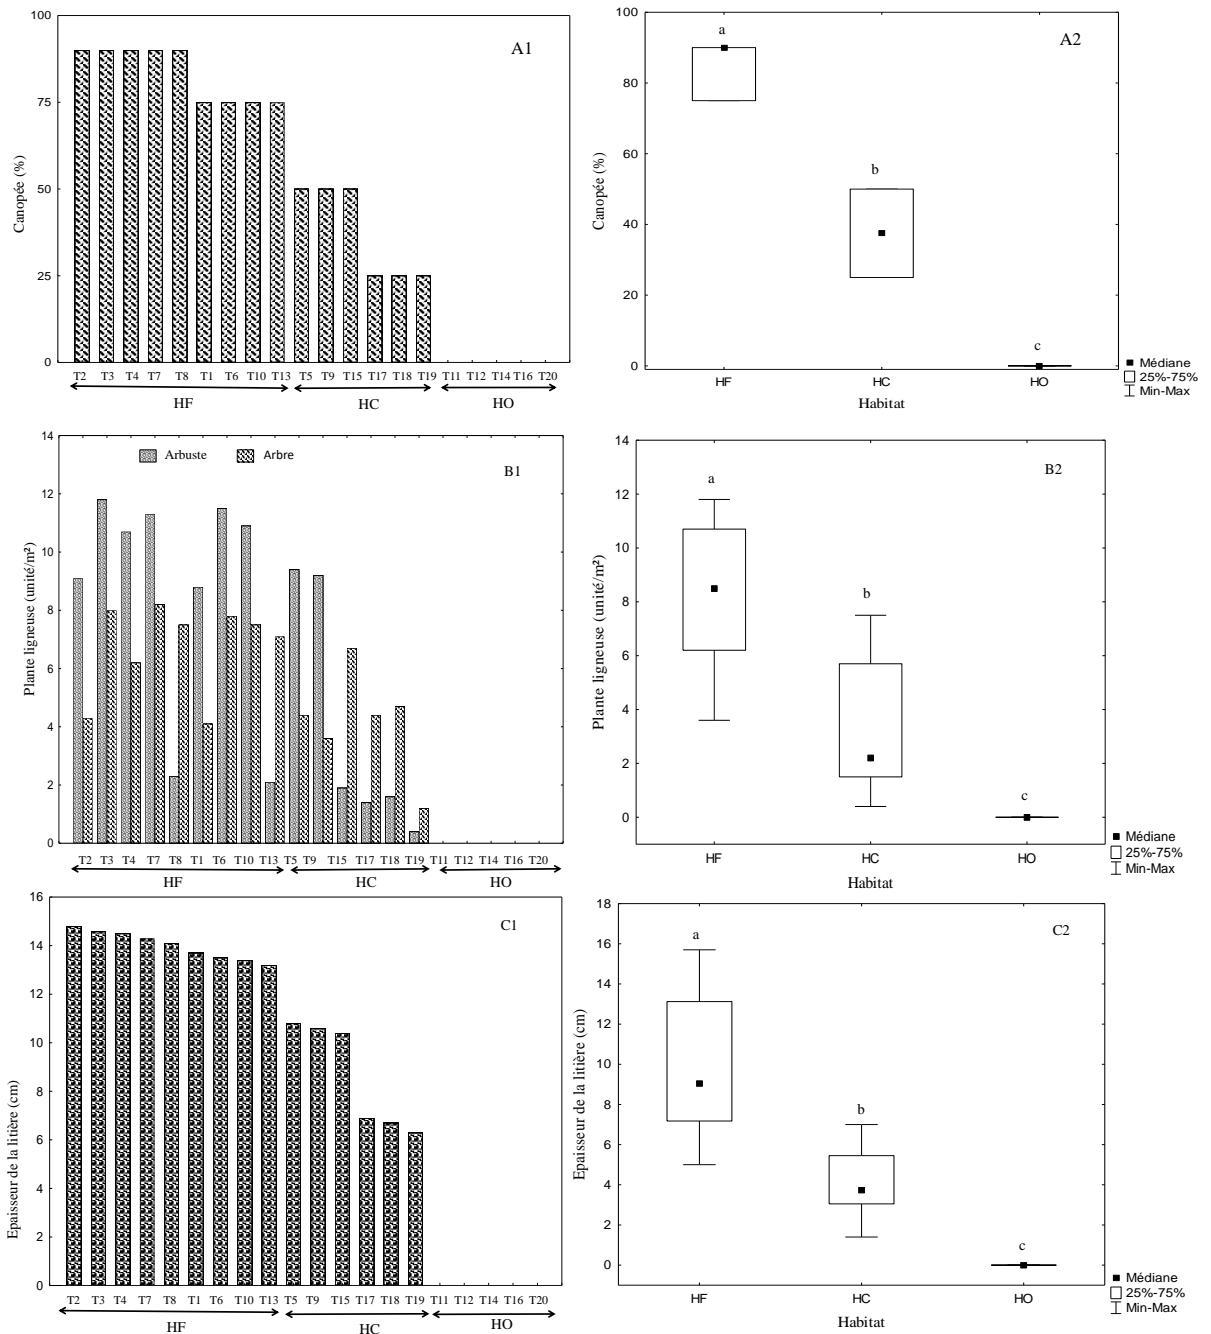 A1
Canopée (%)
100
75
50
25
0
T2 T3 T4 T7 T8 T1 T6 T10 T13 T5 T9 T15 T17 T18 T19 T11 T12 T14 T16 T20
HF HC HO
A2
Canopée (%)
100
80
60
40
20
0
a
b
c
HF HC HO
Habitat
Médiane
25%-75%
Min-Max
B1
Arbuste Arbre
Plante ligneuse (unité/m²)
14
12
10
8
6
4
2
0
T2 T3 T4 T7 T8 T1 T6 T10 T13 T5 T9 T15 T17 T18 T19 T11 T12 T14 T16 T20
HF HC HO
B2
Plante ligneuse (unité/m²)
14
12
10
8
6
4
2
0
a
b
c
HF HC HO
Habitat
Médiane
25%-75%
Min-Max
C1
Epaisseur de la litière (cm)
16
14
12
10
8
6
4
2
0
T2 T3 T4 T7 T8 T1 T6 T10 T13 T5 T9 T15 T17 T18 T19 T11 T12 T14 T16 T20
HF HC HO
C2
Epaisseur de la litière (cm)
18
16
14
12
10
8
6
4
2
0
a
b
c
HF HC HO
Habitat
Médiane
25%-75%
Min-Max